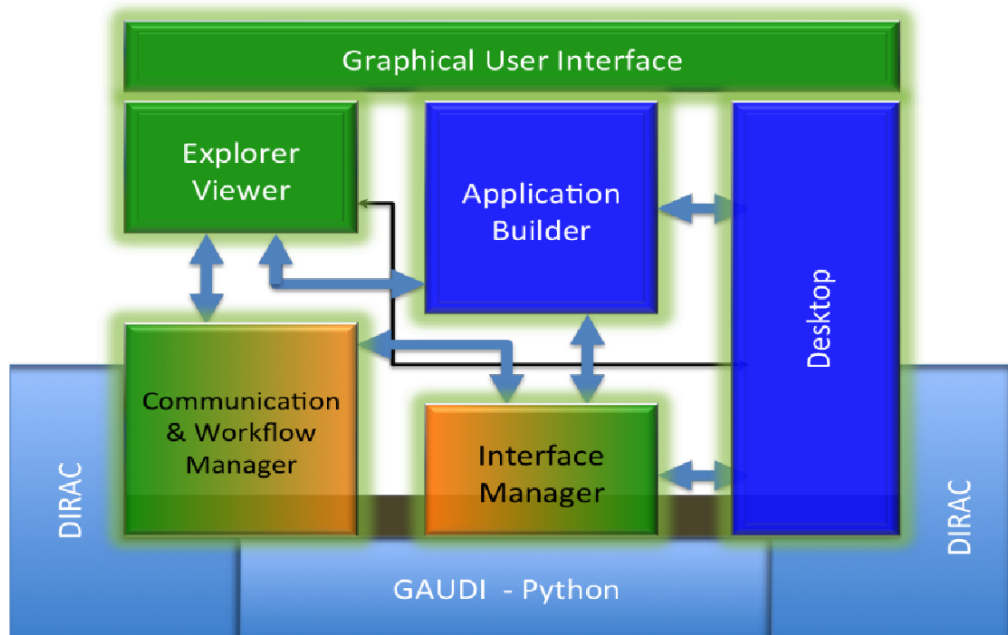 Graphical User Interface
Explorer
Viewer
Application
Builder
Desktop
Communication
& Workflow
Manager
Interface
Manager
DIRAC
DIRAC
GAUDI - Python